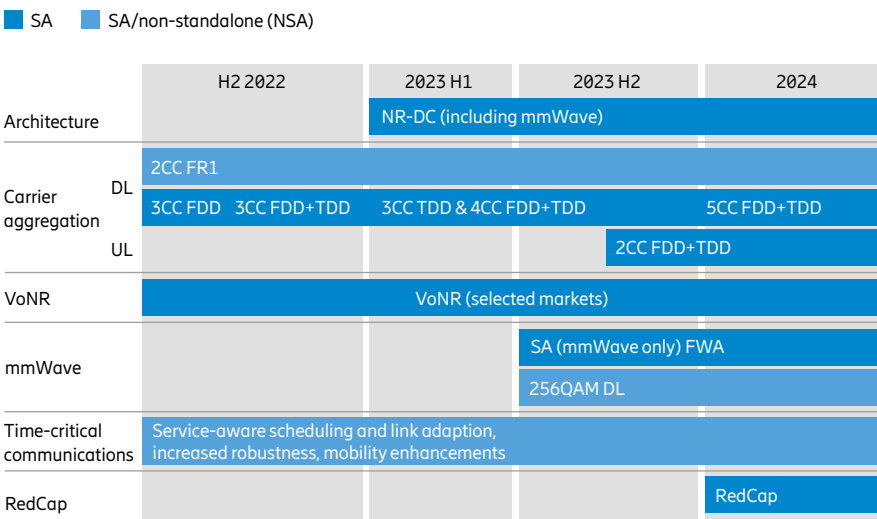 SA SA/non-standalone (NSA)
H2 2022 2023 H1 2023 H2 2024
Architecture NR-DC (including mmWave)
2CC FR1
DL
Carrier
aggregation
3CC FDD 3CC FDD+TDD 3CC TDD & 4CC FDD+TDD 5CC FDD+TDD
UL 2CC FDD+TDD
VoNR VoNR (selected markets)
SA (mmWave only) FWA
mmWave
256QAM DL
Time-critical
communications
Service-aware scheduling and link adaption,
increased robustness, mobility enhancements
RedCap RedCap